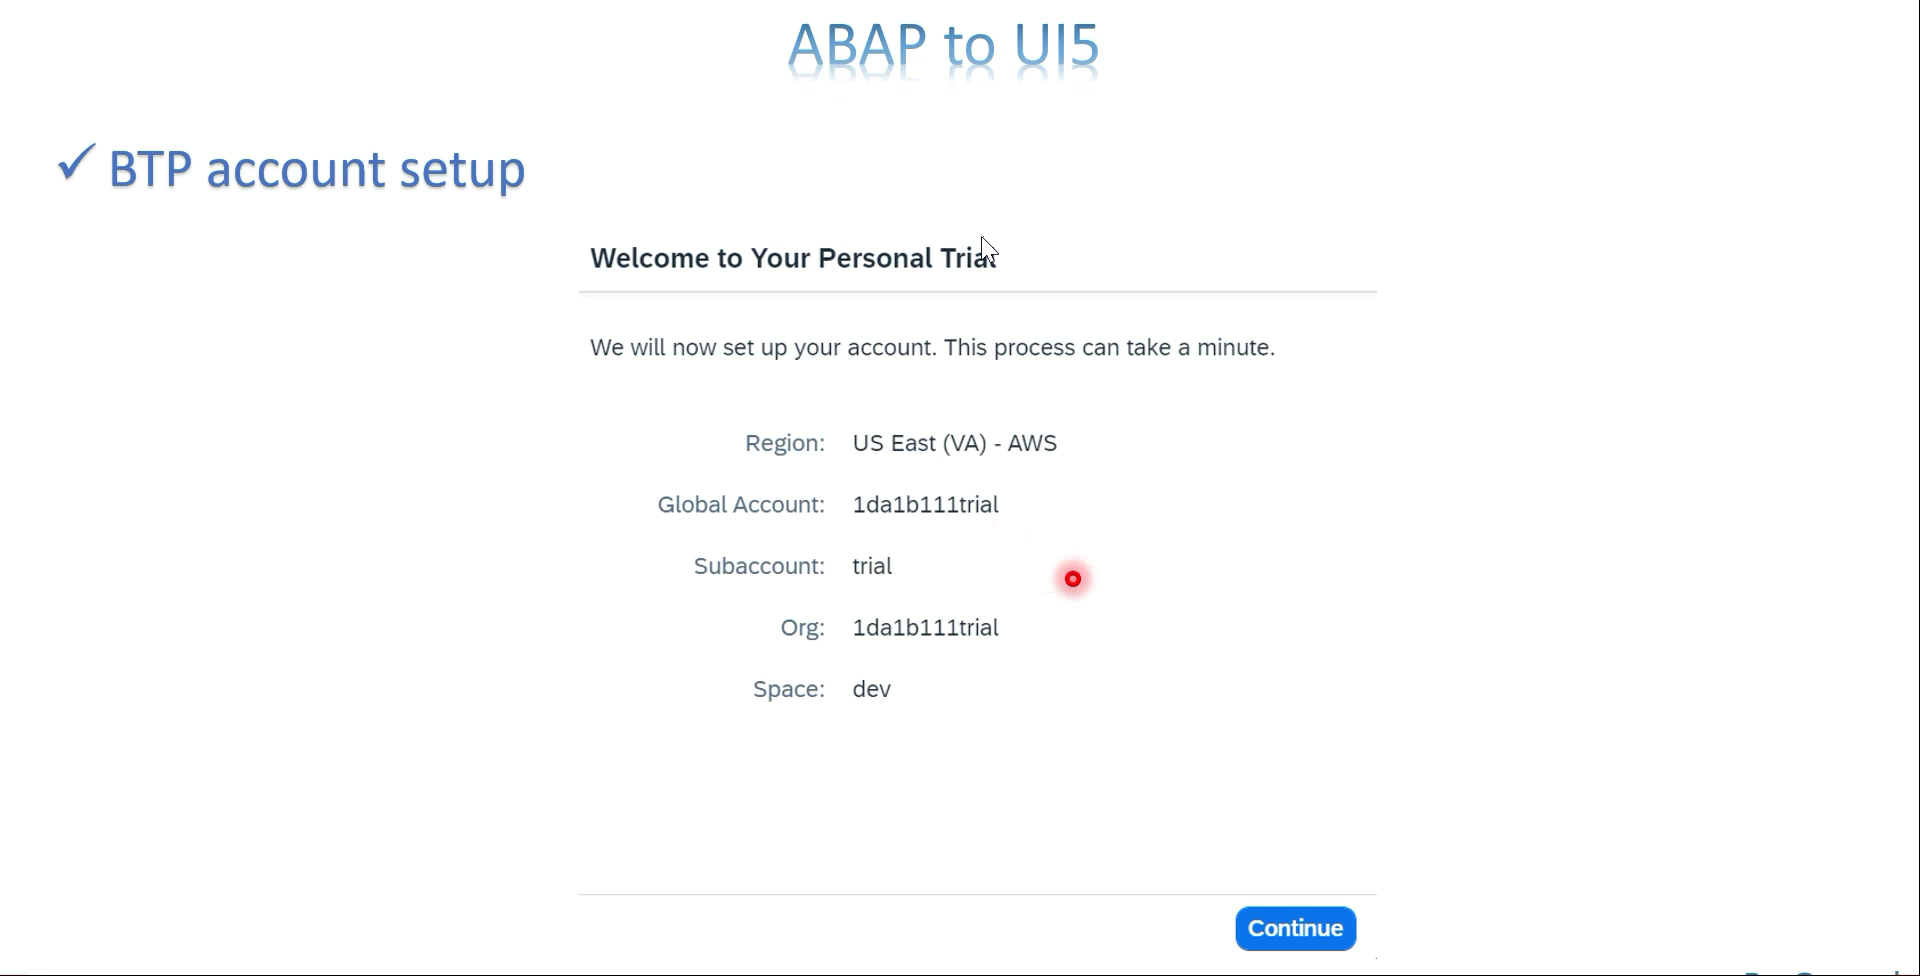 ABAP to UI5
✓ BTP account setup
Welcome to Your Personal Trial
We will now set up your account. This process can take a minute.
Region: US East (VA) - AWS
Global Account: 1da1b111trial
Subaccount: trial
Org: 1da1b111trial
Space: dev
Continue